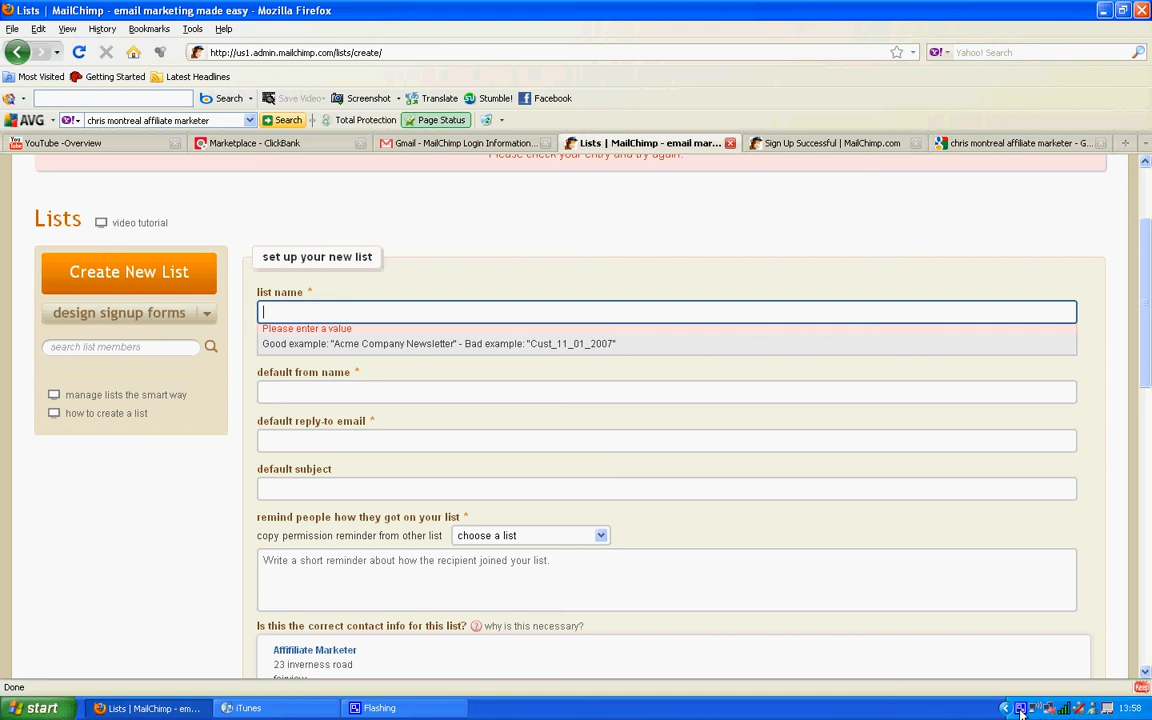 Lists | MailChimp - email marketing made easy - Mozilla Firefox
File Edit View History Bookmarks Tools Help
http://us1.admin.mailchimp.com/lists/create/ Yahoo! Search
Most Visited Getting Started Latest Headlines
Search Save Video Screenshot Translate Stumble! Facebook
AVG chris montreal affiliate marketer Search Total Protection Page Status
YouTube -Overview Marketplace - ClickBank Gmail - MailChimp Login Information... Lists | MailChimp - email mar... Sign Up Successful | MailChimp.com chris montreal affiliate marketer - G...
Please check your entry and try again.
Lists video tutorial
Create New List
design signup forms
search list members
manage lists the smart way
how to create a list
set up your new list
list name *
Please enter a value
Good example: "Acme Company Newsletter" - Bad example: "Cust_11_01_2007"
default from name *
default reply-to email *
default subject
remind people how they got on your list *
copy permission reminder from other list choose a list
Write a short reminder about how the recipient joined your list.
Is this the correct contact info for this list? why is this necessary?
Affifiliate Marketer
23 inverness road
fairview
Done
start Lists | MailChimp - em... iTunes Flashing 13:58